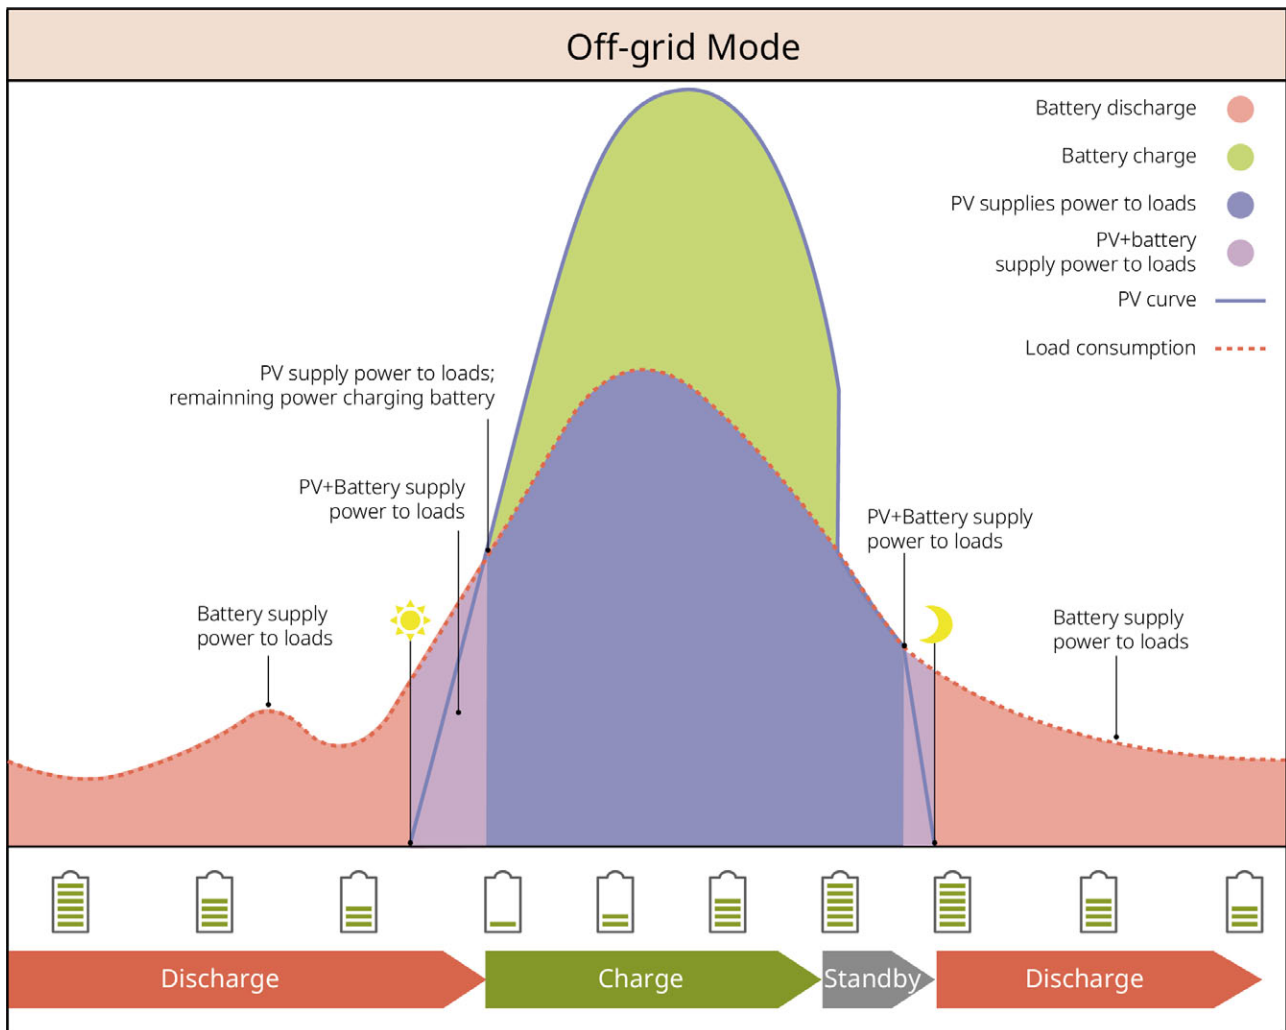 Off-grid Mode
Battery discharge
Battery charge
PV supplies power to loads
PV+battery
supply power to loads
PV curve
Load consumption
PV supply power to loads;
remainning power charging battery
PV+Battery supply
power to loads
PV+Battery supply
power to loads
Battery supply
power to loads
Battery supply
power to loads
Discharge
Charge
Standby
Discharge